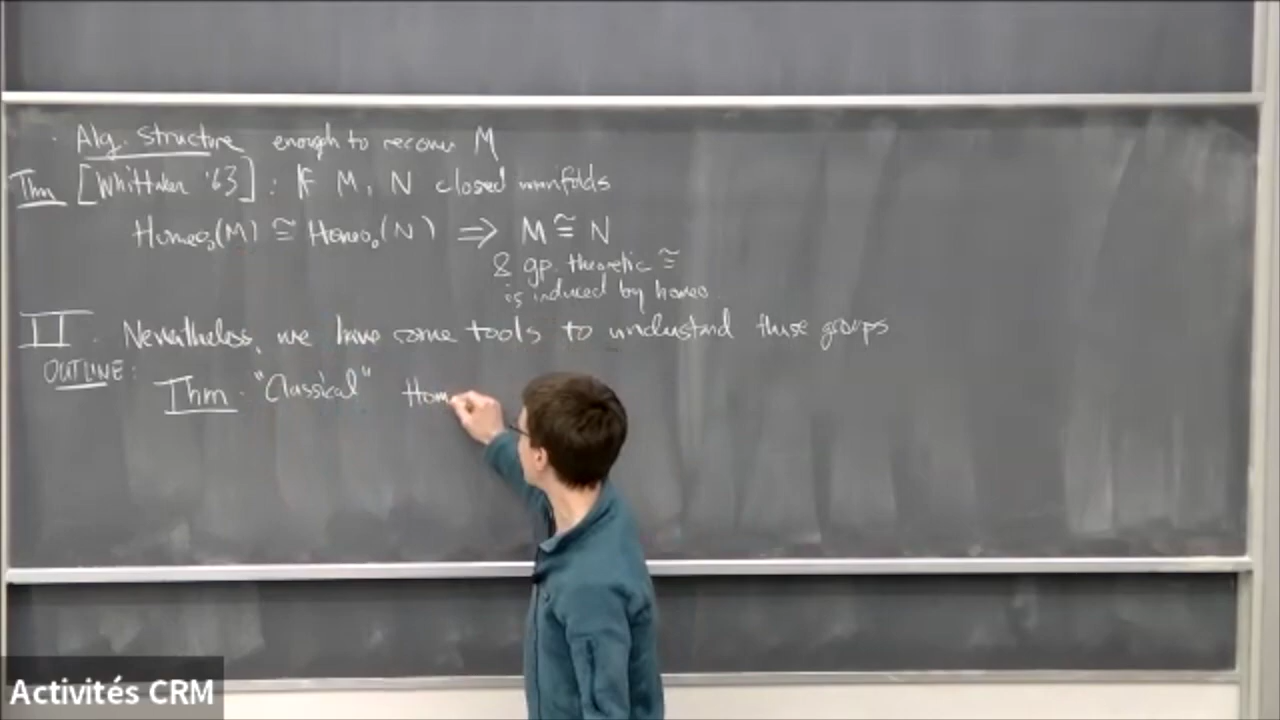 · Alg. structure enough to recover M
Thm [Whittaker '63] : If M, N closed manifolds
Homeo₀(M) ≅ Homeo₀(N) ⇒ M ≅ N
& gp. theoretic ≅
is induced by homeo.
II. Nevertheless, we have some tools to understand these groups
OUTLINE:
Thm. "Classical" Hom
Activités CRM